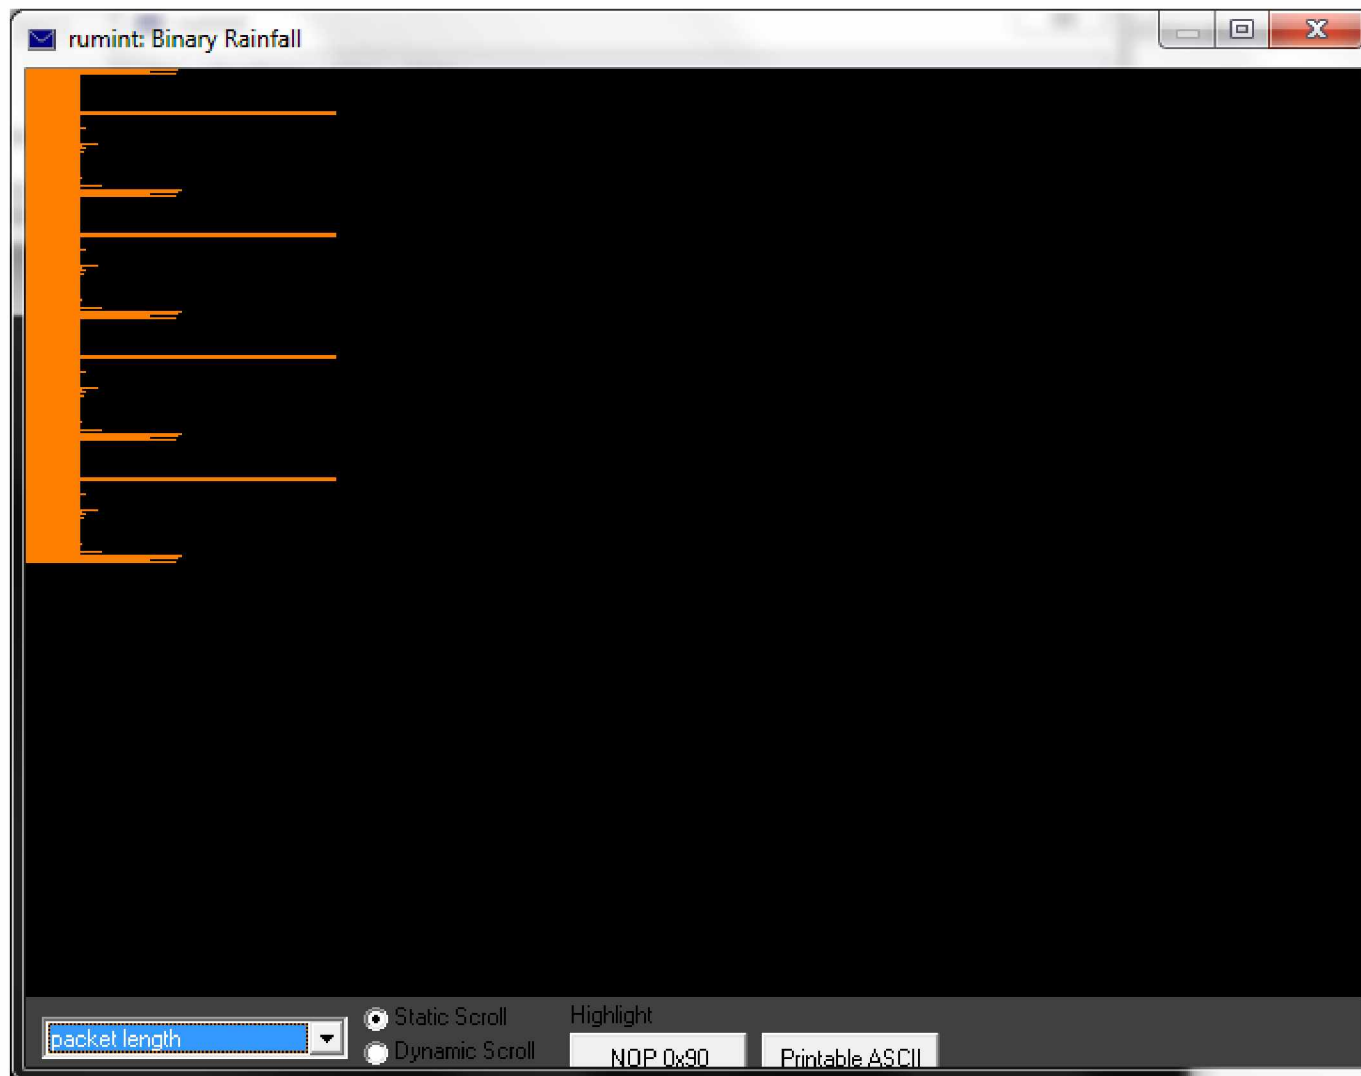 rumint: Binary Rainfall
packet length
Static Scroll
Dynamic Scroll
Highlight
NOP 0x90
Printable ASCII